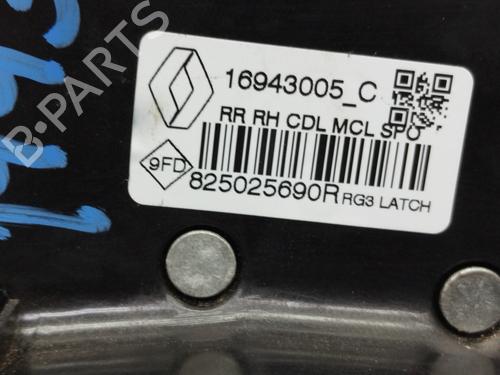 B-PARTS
16943005_C
RR RH CDL MCL SPO
9FD
825025690R RG3 LATCH